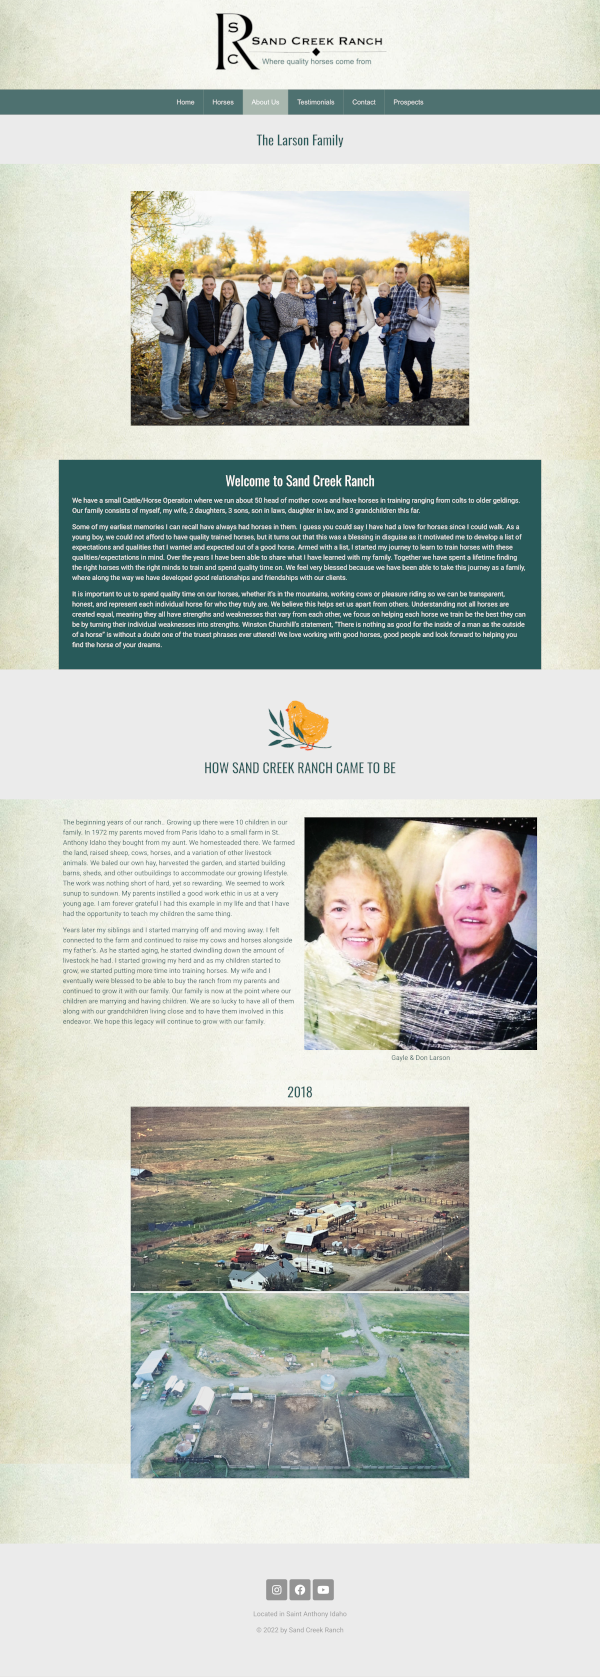 S
R
C
SAND CREEK RANCH
Where quality horses come from
Home
Horses
About Us
Testimonials
Contact
Prospects
The Larson Family
Welcome to Sand Creek Ranch
We have a small Cattle/Horse Operation where we run about 50 head of mother cows and have horses in training ranging from colts to older geldings.
Our family consists of myself, my wife, 2 daughters, 3 sons, son in laws, daughter in law, and 3 grandchildren this far.
Some of my earliest memories I can recall have always had horses in them. I guess you could say I have had a love for horses since I could walk. As a
young boy, we could not afford to have quality trained horses, but it turns out that this was a blessing in disguise as it motivated me to develop a list of
expectations and qualities that I wanted and expected out of a good horse. Armed with a list, I started my journey to learn to train horses with these
qualities/expectations in mind. Over the years I have been able to share what I have learned with my family. Together we have spent a lifetime finding
the right horses with the right minds to train and spend quality time on. We feel very blessed because we have been able to take this journey as a family,
where along the way we have developed good relationships and friendships with our clients.
It is important to us to spend quality time on our horses, whether it's in the mountains, working cows or pleasure riding so we can be transparent,
honest, and represent each individual horse for who they truly are. We believe this helps set us apart from others. Understanding not all horses are
created equal, meaning they all have strengths and weaknesses that vary from each other, we focus on helping each horse we train to be the best they can
be by turning their individual weaknesses into strengths. Winston Churchill's statement, "There is nothing as good for the inside of a man as the outside
of a horse" is without a doubt one of the truest phrases ever uttered! We love working with good horses, good people and look forward to helping you
find the horse of your dreams.
HOW SAND CREEK RANCH CAME TO BE
The beginning years of our ranch.. Growing up there were 10 children in our
family. In 1972 my parents moved from Paris Idaho to a small farm in St.
Anthony Idaho they bought from my aunt. We homesteaded there. We farmed
the land, raised sheep, cows, horses, and a variation of other livestock
animals. We baled our own hay, harvested the garden, and started building
barns, sheds, and other outbuildings to accommodate our growing lifestyle.
The work was nothing short of hard, yet so rewarding. We seemed to work
sunup to sundown. My parents instilled a good work ethic in us at a very
young age. I am forever grateful I had this example in my life and that I have
had the opportunity to teach my children the same thing.
Years later my siblings and I started marrying off and moving away. I felt
connected to the farm and continued to raise my cows and horses alongside
my father's. As he started aging, he started dwindling down the amount of
livestock he had. I started growing my herd and as my children started to
grow, we started putting more time into training horses. My wife and I
eventually were blessed to be able to buy the ranch from my parents and
continued to grow it with our family. Our family is now at the point where our
children are marrying and having children. We are so lucky to have all of them
along with our grandchildren living close and to have them involved in this
endeavor. We hope this legacy will continue to grow with our family.
Gayle & Don Larson
2018
Located in Saint Anthony Idaho
© 2022 by Sand Creek Ranch